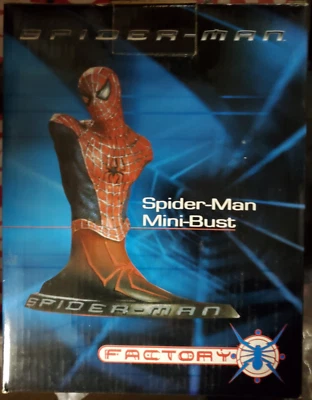 SPIDER-MAN
Spider-Man
Mini-Bust
SPIDER-MAN
FACTORY